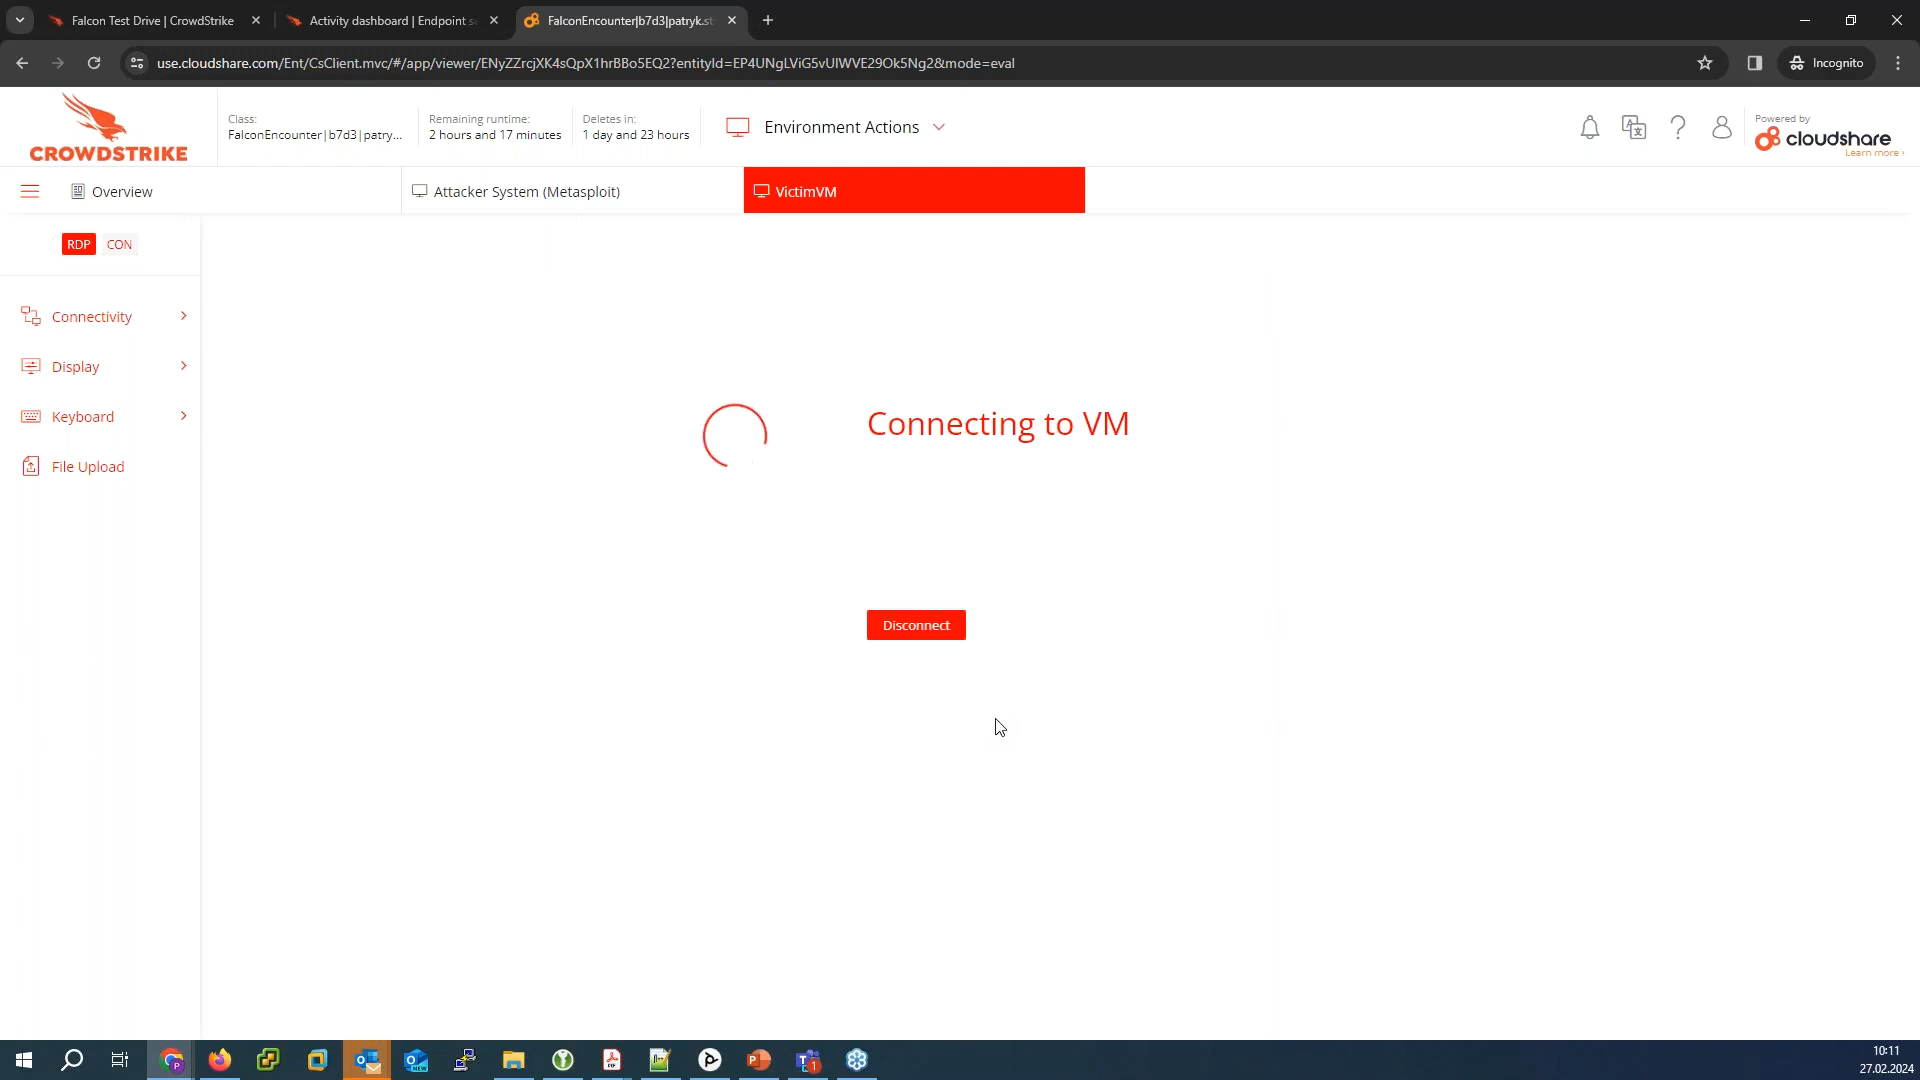 Falcon Test Drive | CrowdStrike
Activity dashboard | Endpoint se
FalconEncounter|b7d3|patryk.st
use.cloudshare.com/Ent/CsClient.mvc/#/app/viewer/ENyZZrcjXK4sQpX1hrBBo5EQ2?entityId=EP4UNgLViG5vUIWVE29Ok5Ng2&mode=eval
Incognito
CROWDSTRIKE
Class:
FalconEncounter|b7d3|patry...
Remaining runtime:
2 hours and 17 minutes
Deletes in:
1 day and 23 hours
Environment Actions
Powered by
cloudshare
Learn more ›
Overview
Attacker System (Metasploit)
VictimVM
RDP CON
Connectivity
Display
Keyboard
File Upload
Connecting to VM
Disconnect
10:11
27.02.2024